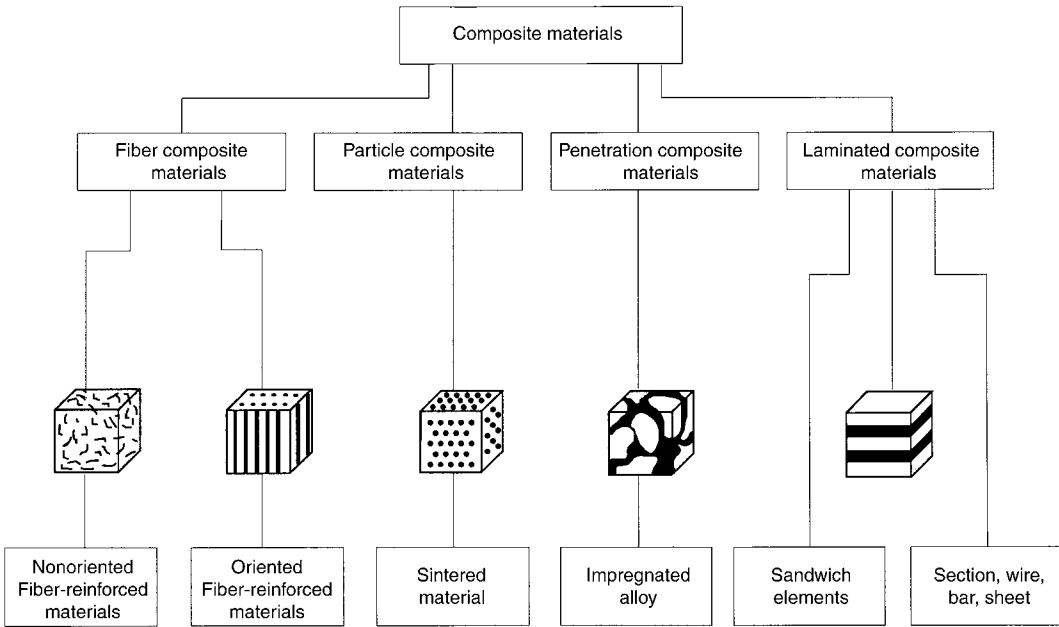 Composite materials
Fiber composite
materials
Particle composite
materials
Penetration composite
materials
Laminated composite
materials
Nonoriented
Fiber-reinforced
materials
Oriented
Fiber-reinforced
materials
Sintered
material
Impregnated
alloy
Sandwich
elements
Section, wire,
bar, sheet